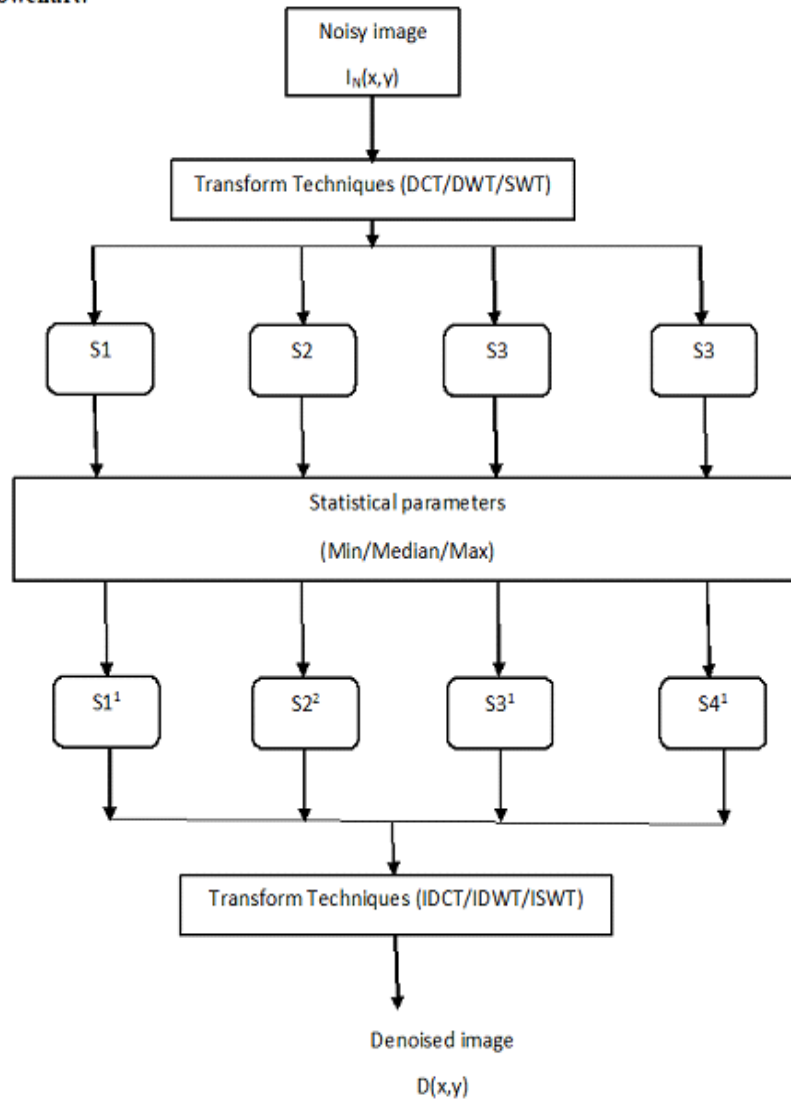 Noisy image
I_N(x,y)
Transform Techniques (DCT/DWT/SWT)
S1
S2
S3
S3
Statistical parameters
(Min/Median/Max)
S1¹
S2²
S3¹
S4¹
Transform Techniques (IDCT/IDWT/ISWT)
Denoised image
D(x,y)